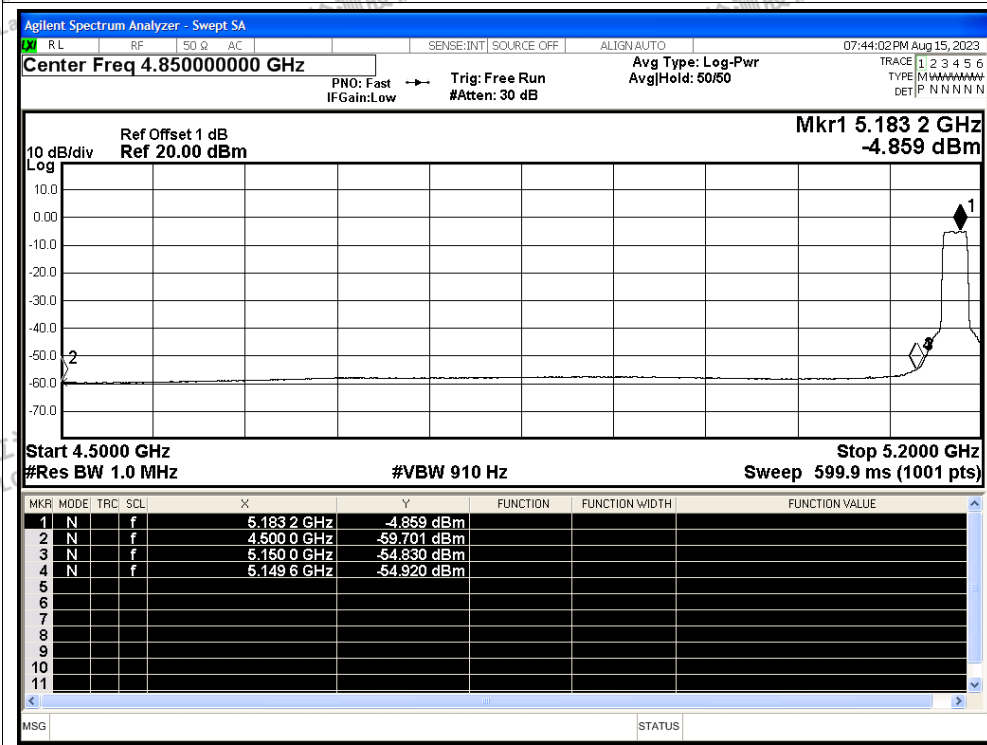 Agilent Spectrum Analyzer - Swept SA
LXI RL RF 50 Ω AC SENSE:INT SOURCE OFF ALIGN AUTO 07:44:02 PM Aug 15, 2023
Center Freq 4.850000000 GHz
PNO: Fast
IFGain:Low
Trig: Free Run
#Atten: 30 dB
Avg Type: Log-Pwr
Avg|Hold: 50/50
TRACE 1 2 3 4 5 6
TYPE M WWWWW
DET P N N N N N
Mkr1 5.183 2 GHz
-4.859 dBm
Ref Offset 1 dB
10 dB/div Ref 20.00 dBm
Log
10.0
0.00
-10.0
-20.0
-30.0
-40.0
-50.0
-60.0
-70.0
1
2
Start 4.5000 GHz Stop 5.2000 GHz
#Res BW 1.0 MHz #VBW 910 Hz Sweep 599.9 ms (1001 pts)
MKR MODE TRC SCL X Y FUNCTION FUNCTION WIDTH FUNCTION VALUE
1 N f 5.183 2 GHz -4.859 dBm
2 N f 4.500 0 GHz -59.701 dBm
3 N f 5.150 0 GHz -54.830 dBm
4 N f 5.149 6 GHz -54.920 dBm
5
6
7
8
9
10
11
MSG STATUS